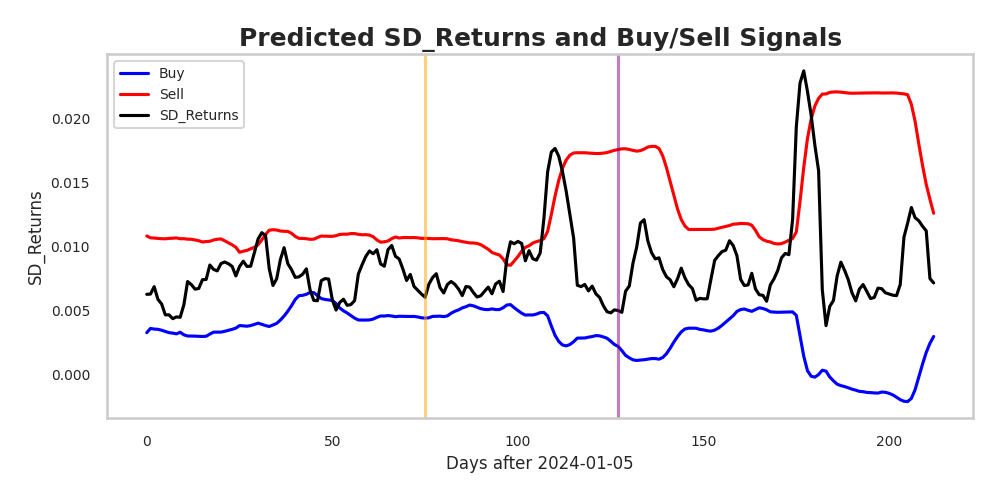 Predicted SD_Returns and Buy/Sell Signals
Buy
Sell
SD_Returns
SD_Returns
0.020
0.015
0.010
0.005
0.000
0
50
100
150
200
Days after 2024-01-05